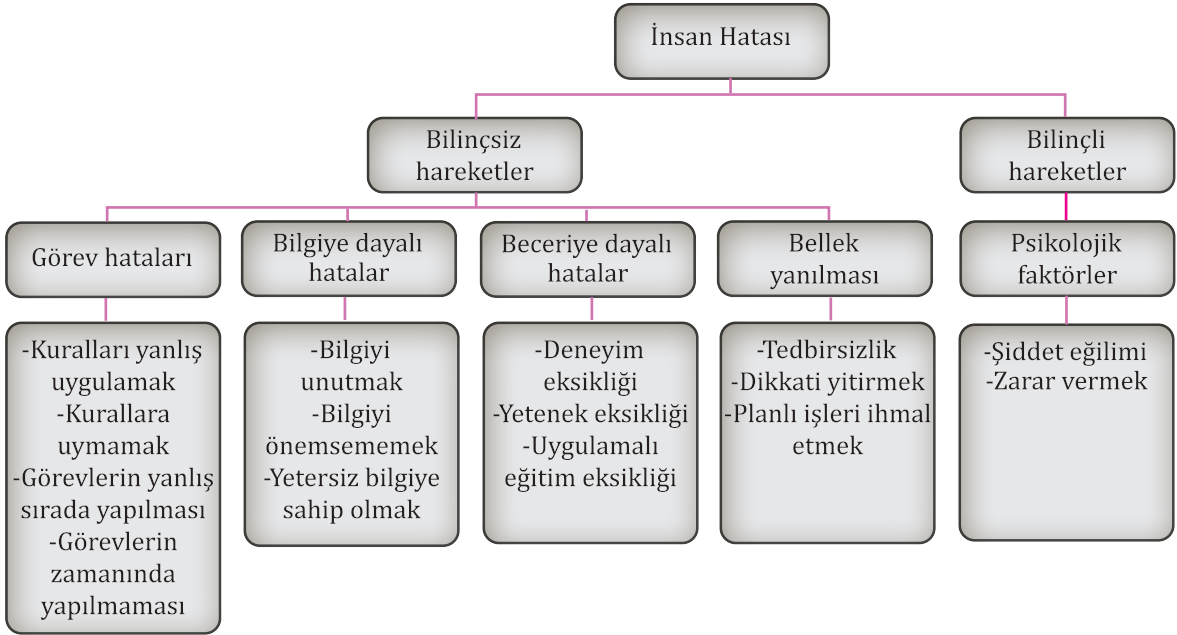 İnsan Hatası
Bilinçsiz
hareketler
Bilinçli
hareketler
Görev hataları
Bilgiye dayalı
hatalar
Beceriye dayalı
hatalar
Bellek
yanılması
Psikolojik
faktörler
-Kuralları yanlış
uygulamak
-Kurallara
uymamak
-Görevlerin yanlış
sırada yapılması
-Görevlerin
zamanında
yapılmaması
-Bilgiyi
unutmak
-Bilgiyi
önemsememek
-Yetersiz bilgiye
sahip olmak
-Deneyim
eksikliği
-Yetenek eksikliği
-Uygulamalı
eğitim eksikliği
-Tedbirsizlik
-Dikkati yitirmek
-Planlı işleri ihmal
etmek
-Şiddet eğilimi
-Zarar vermek